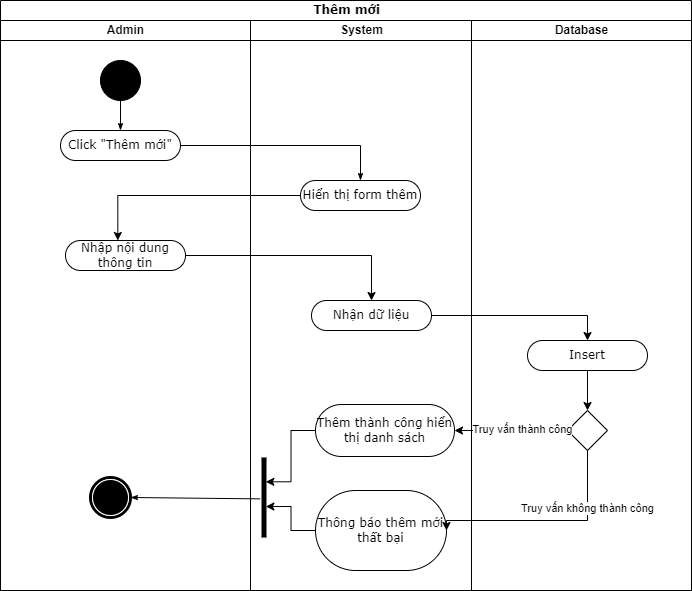 Thêm mới
Admin
System
Database
Click "Thêm mới"
Hiển thị form thêm
Nhập nội dung
thông tin
Nhận dữ liệu
Insert
Thêm thành công hiển
thị danh sách
Truy vấn thành công
Truy vấn không thành công
Thông báo thêm mới
thất bại